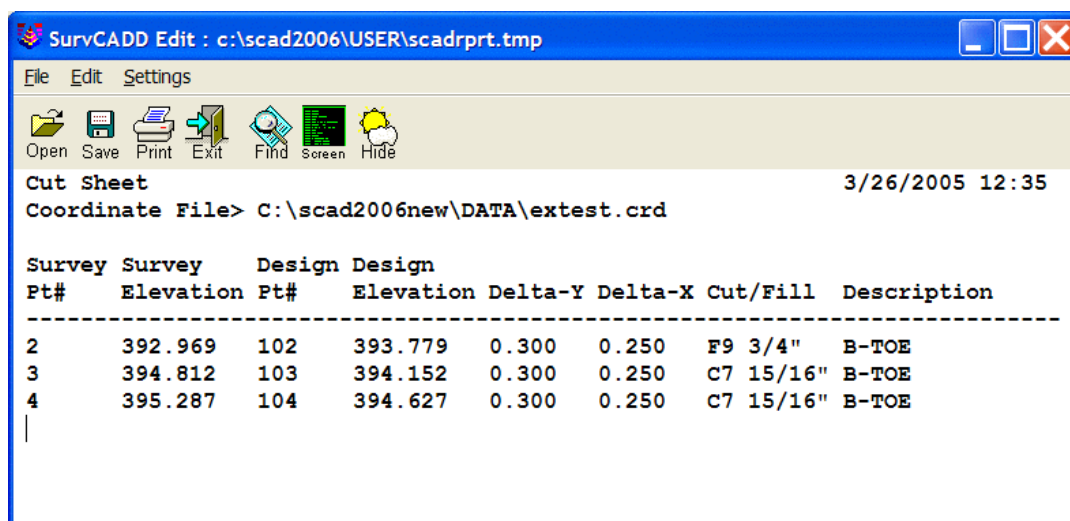 SurvCADD Edit : c:\scad2006\USER\scadrprt.tmp
File Edit Settings
Open Save Print Exit Find Screen Hide
Cut Sheet 3/26/2005 12:35
Coordinate File> C:\scad2006new\DATA\extest.crd
Survey Survey Design Design
Pt# Elevation Pt# Elevation Delta-Y Delta-X Cut/Fill Description
--------------------------------------------------------------------------------
2 392.969 102 393.779 0.300 0.250 F9 3/4" B-TOE
3 394.812 103 394.152 0.300 0.250 C7 15/16" B-TOE
4 395.287 104 394.627 0.300 0.250 C7 15/16" B-TOE